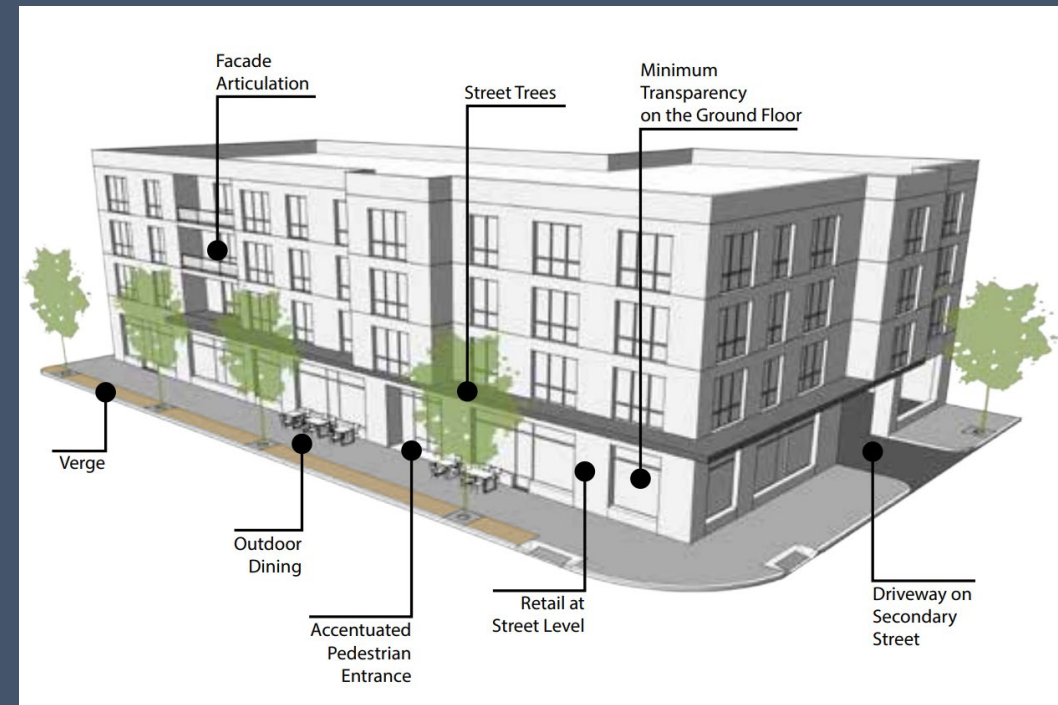 Facade
Articulation
Street Trees
Minimum
Transparency
on the Ground Floor
Verge
Outdoor
Dining
Accentuated
Pedestrian
Entrance
Retail at
Street Level
Driveway on
Secondary
Street